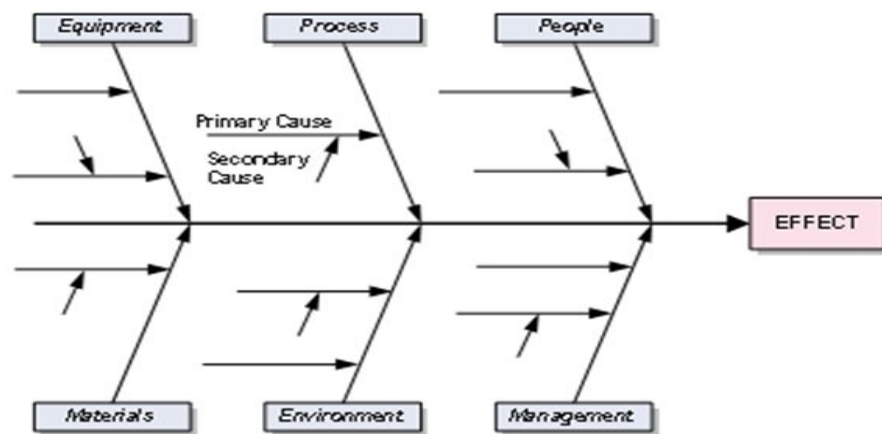 Equipment
Process
People
Primary Cause
Secondary
Cause
EFFECT
Materials
Environment
Management